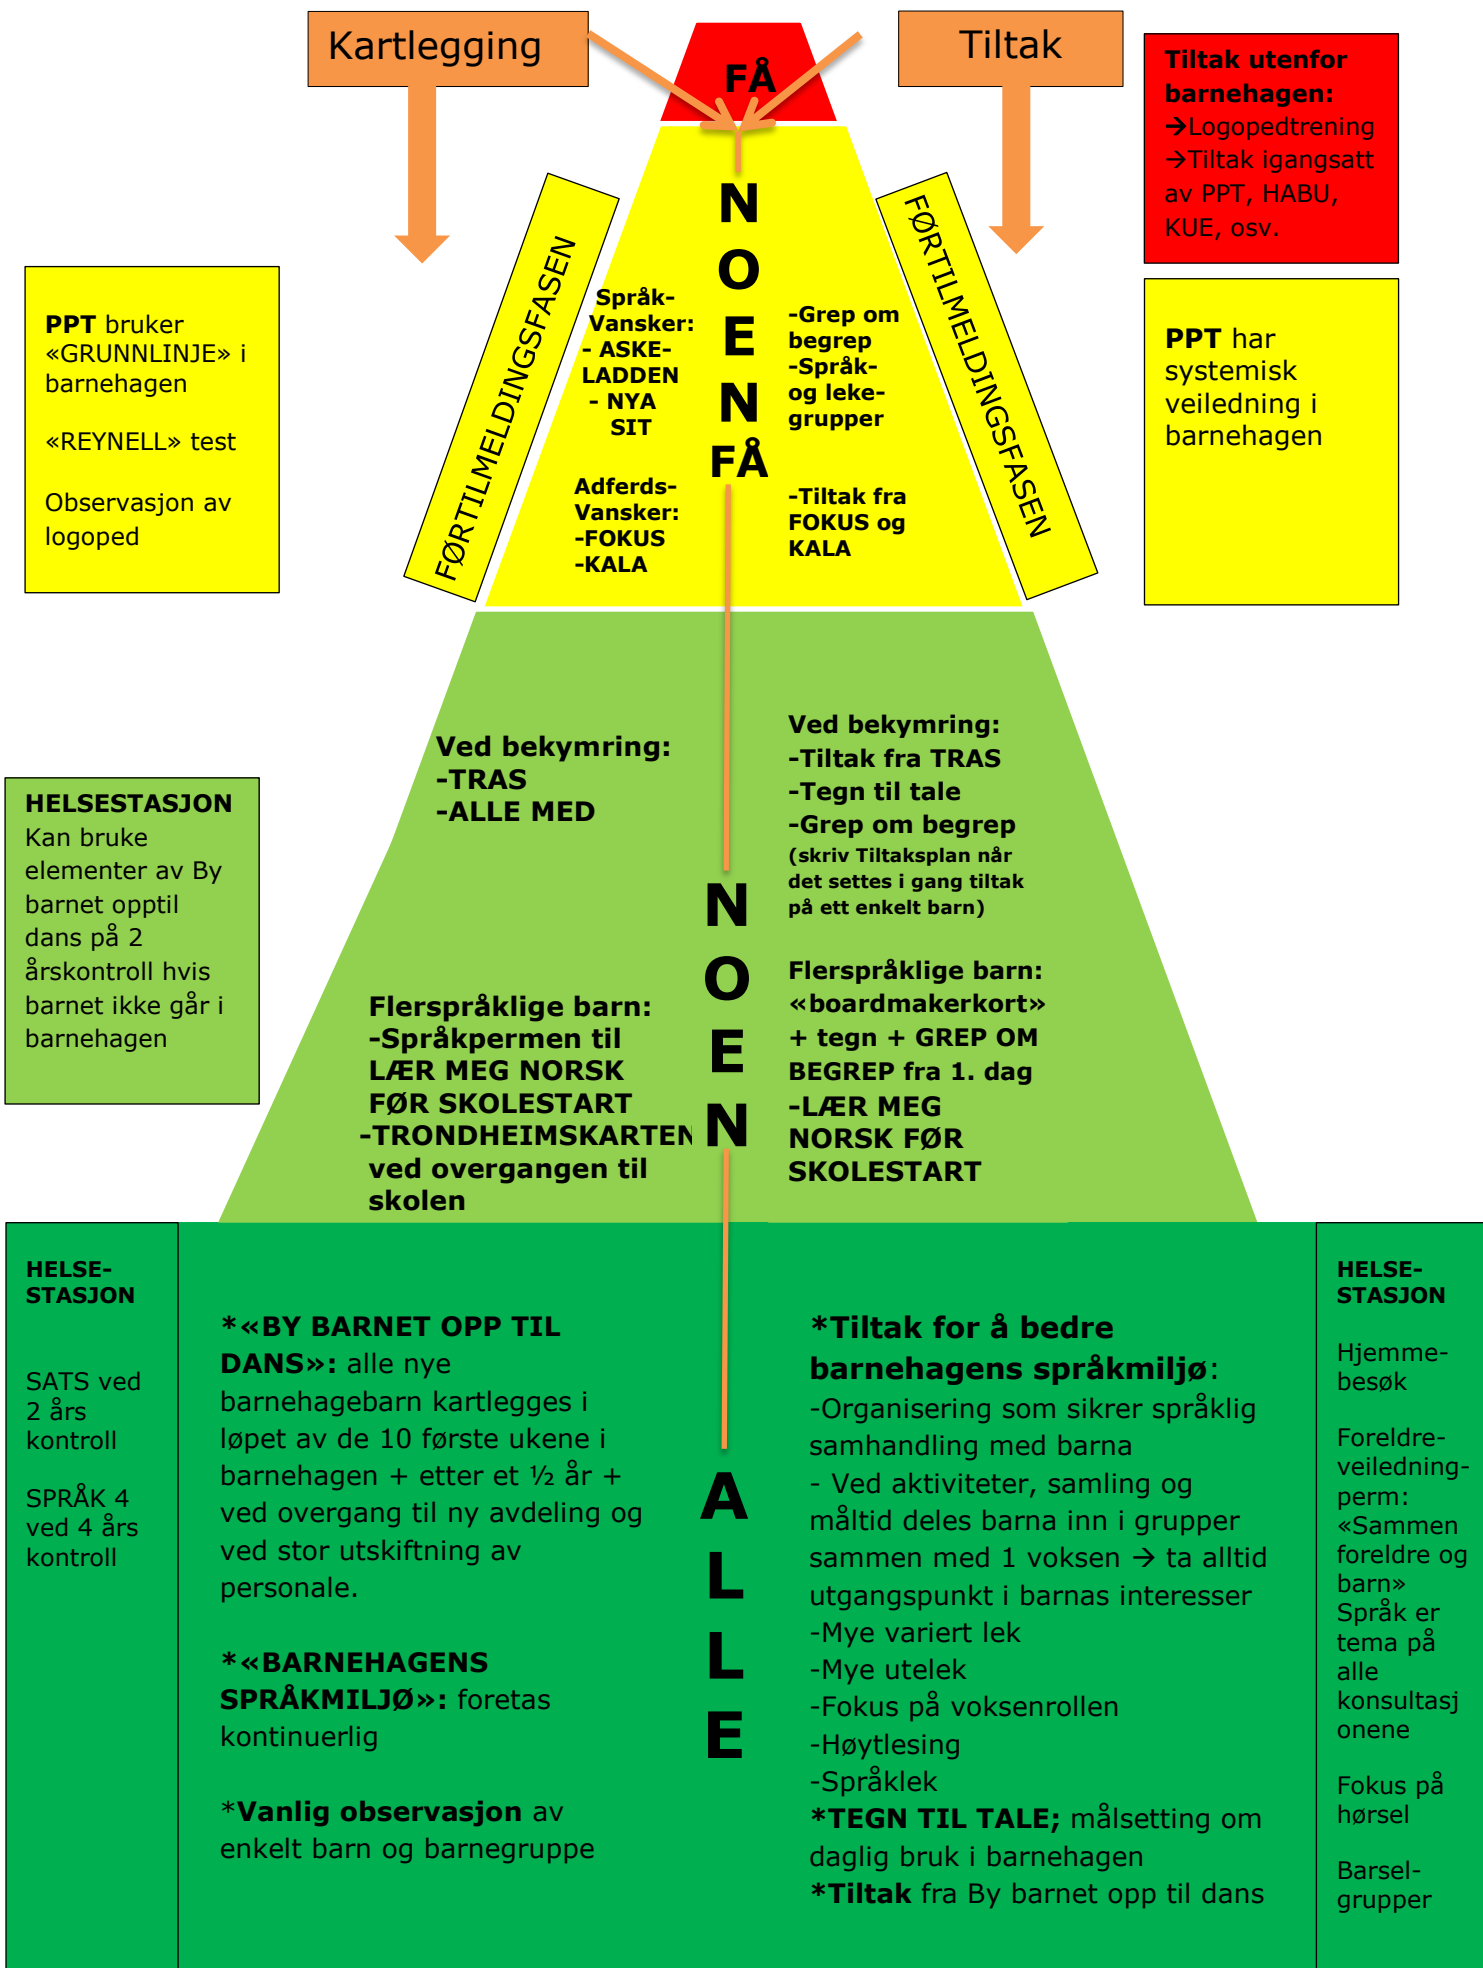 Kartlegging
Tiltak
FÅ
Tiltak utenfor
barnehagen:
→Logopedtrening
→Tiltak igangsatt
av PPT, HABU,
KUE, osv.
FØRTILMELDINGSFASEN
FØRTILMELDINGSFASEN
N
O
E
N
FÅ
PPT bruker
«GRUNNLINJE» i
barnehagen
«REYNELL» test
Observasjon av
logoped
Språk-
Vansker:
- ASKE-
LADDEN
- NYA
SIT
Adferds-
Vansker:
-FOKUS
-KALA
-Grep om
begrep
-Språk-
og leke-
grupper
-Tiltak fra
FOKUS og
KALA
PPT har
systemisk
veiledning i
barnehagen
HELSESTASJON
Kan bruke
elementer av By
barnet opptil
dans på 2
årskontroll hvis
barnet ikke går i
barnehagen
Ved bekymring:
-TRAS
-ALLE MED
Flerspråklige barn:
-Språkpermen til
LÆR MEG NORSK
FØR SKOLESTART
-TRONDHEIMSKARTEN
ved overgangen til
skolen
N
O
E
N
Ved bekymring:
-Tiltak fra TRAS
-Tegn til tale
-Grep om begrep
(skriv Tiltaksplan når
det settes i gang tiltak
på ett enkelt barn)
Flerspråklige barn:
«boardmakerkort»
+ tegn + GREP OM
BEGREP fra 1. dag
-LÆR MEG
NORSK FØR
SKOLESTART
HELSE-
STASJON
SATS ved
2 års
kontroll
SPRÅK 4
ved 4 års
kontroll
*«BY BARNET OPP TIL
DANS»: alle nye
barnehagebarn kartlegges i
løpet av de 10 første ukene i
barnehagen + etter et ½ år +
ved overgang til ny avdeling og
ved stor utskiftning av
personale.
*«BARNEHAGENS
SPRÅKMILJØ»: foretas
kontinuerlig
*Vanlig observasjon av
enkelt barn og barnegruppe
A
L
L
E
*Tiltak for å bedre
barnehagens språkmiljø:
-Organisering som sikrer språklig
samhandling med barna
- Ved aktiviteter, samling og
måltid deles barna inn i grupper
sammen med 1 voksen → ta alltid
utgangspunkt i barnas interesser
-Mye variert lek
-Mye utelek
-Fokus på voksenrollen
-Høytlesing
-Språklek
*TEGN TIL TALE; målsetting om
daglig bruk i barnehagen
*Tiltak fra By barnet opp til dans
HELSE-
STASJON
Hjemme-
besøk
Foreldre-
veiledning-
perm:
«Sammen
foreldre og
barn»
Språk er
tema på
alle
konsultasj
onene
Fokus på
hørsel
Barsel-
grupper